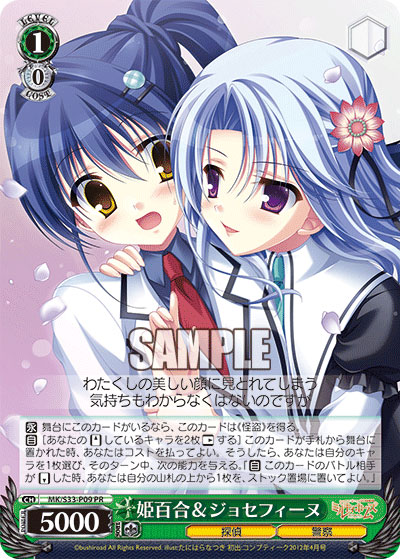 LEVEL
1
0
COST
SAMPLE
わたくしの美しい顔に見とれてしまう
気持ちもわからなくはないのですが
永 舞台にこのカードがいるなら、このカードは《怪盗》を得る。
自 [あなたの【】しているキャラを2枚【】する] このカードが手札から舞台に
置かれた時、あなたはコストを払ってよい。そうしたら、あなたは自分のキャラ
を1枚選び、そのターン中、次の能力を与える。『自 このカードのバトル相手
が【】した時、あなたは自分の山札の上から1枚を、ストック置場に置いてよい。』
CH
MK/S33-P09 PR
5000
姫百合&ジョセフィーヌ
探偵
警察
©bushiroad All Rights Reserved. illust.たにはらなつき 初出:コンプティーク2012年4月号